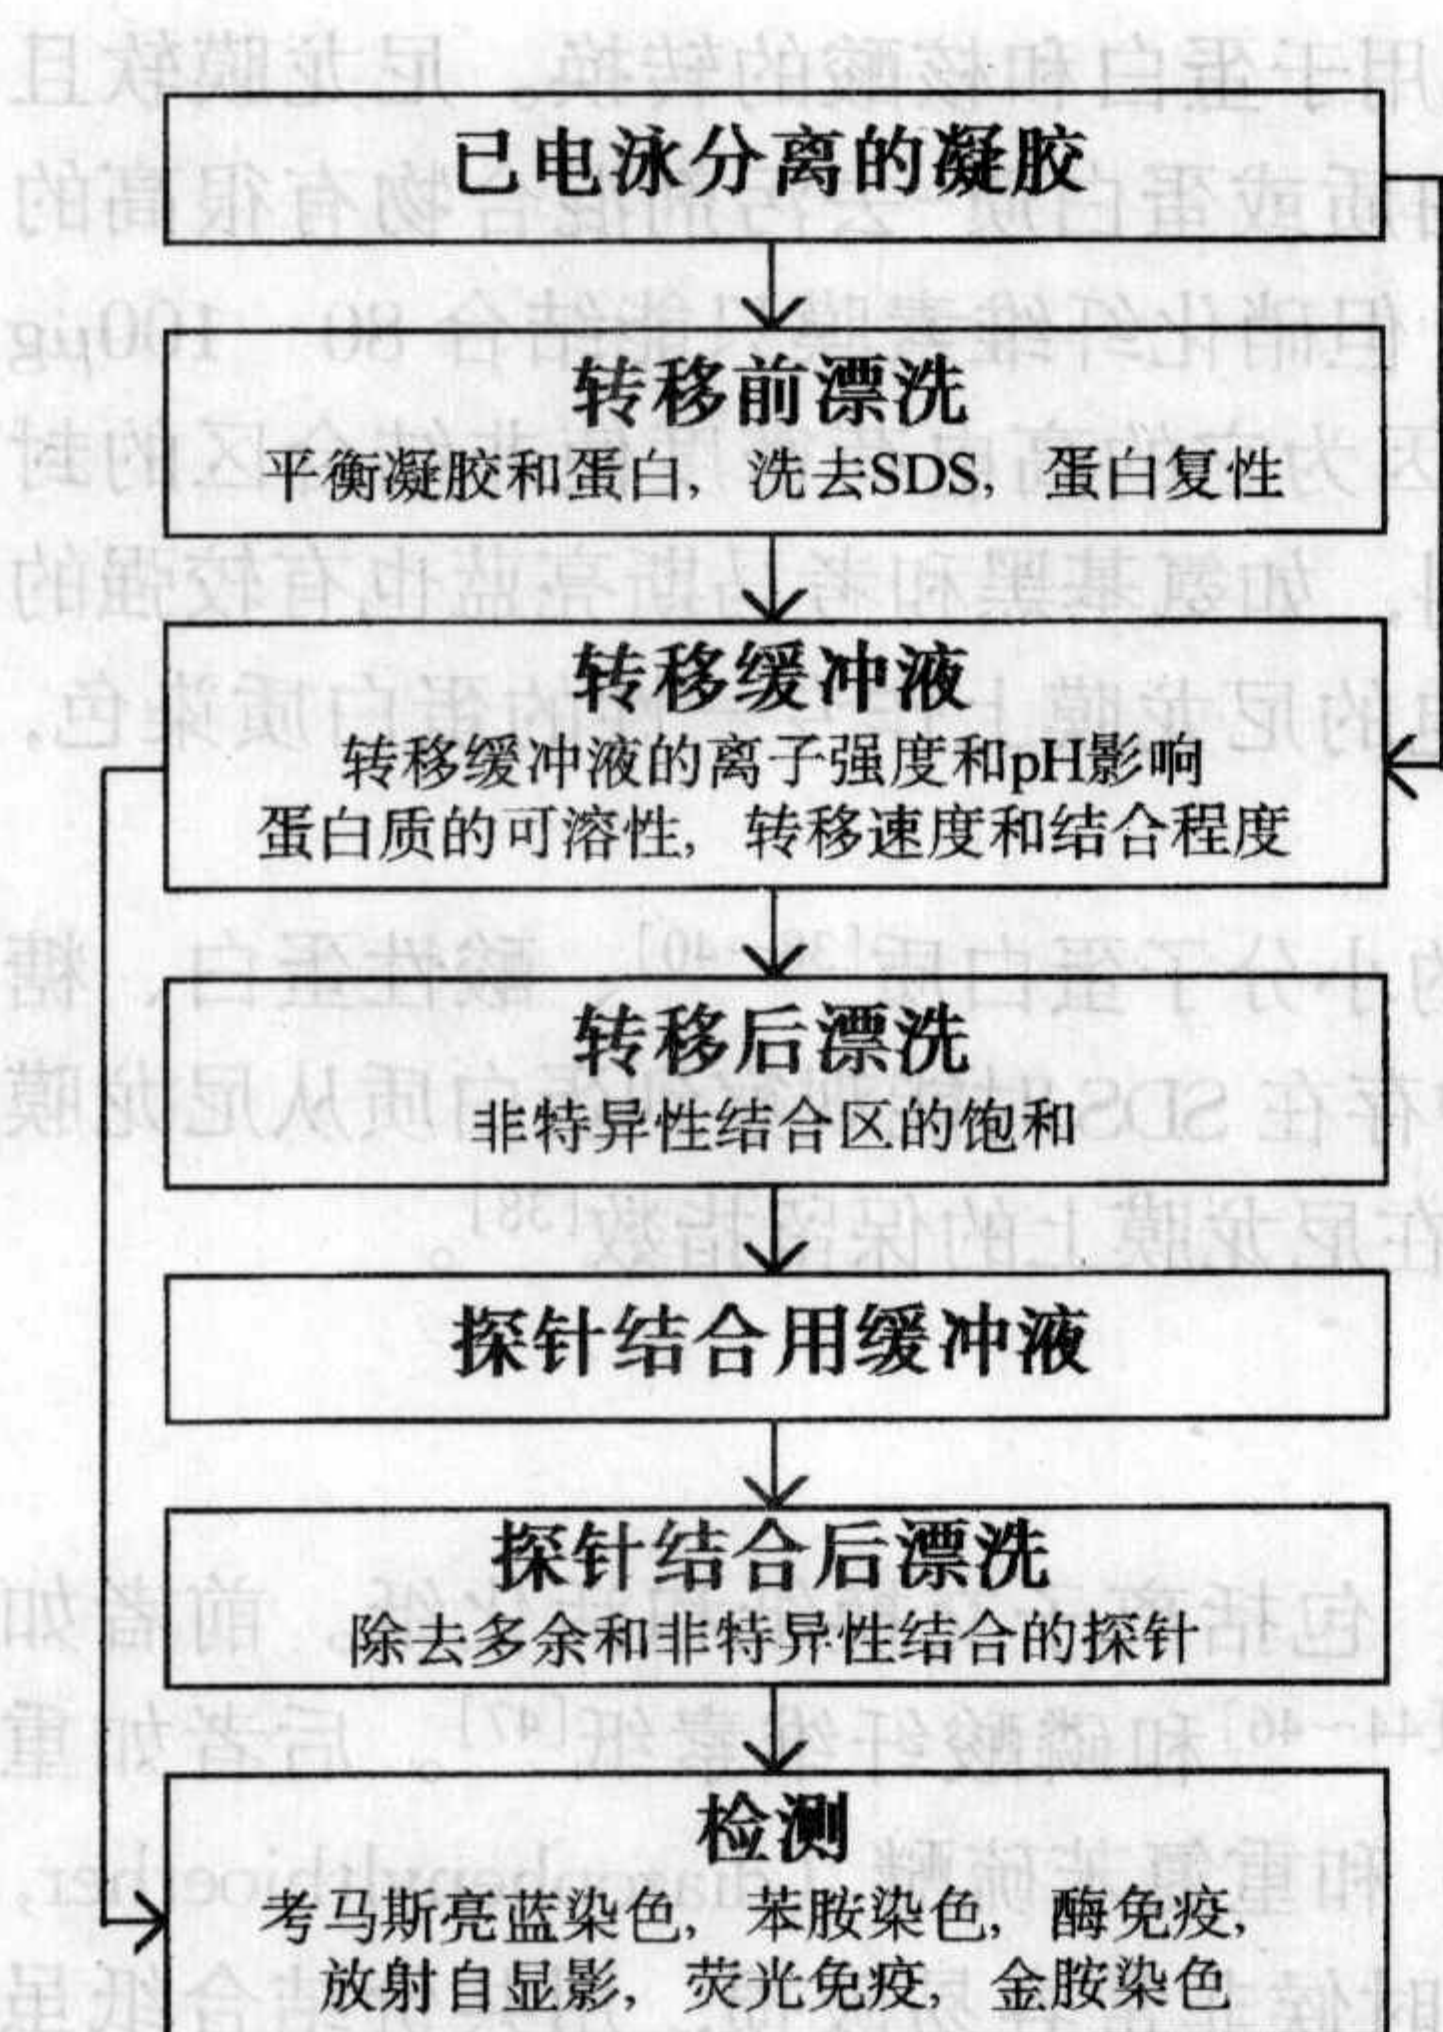 已电泳分离的凝胶
转移前漂洗
平衡凝胶和蛋白，洗去SDS，蛋白复性
转移缓冲液
转移缓冲液的离子强度和pH影响
蛋白质的可溶性，转移速度和结合程度
转移后漂洗
非特异性结合区的饱和
探针结合用缓冲液
探针结合后漂洗
除去多余和非特异性结合的探针
检测
考马斯亮蓝染色，苯胺染色，酶免疫，
放射自显影，荧光免疫，金胺染色